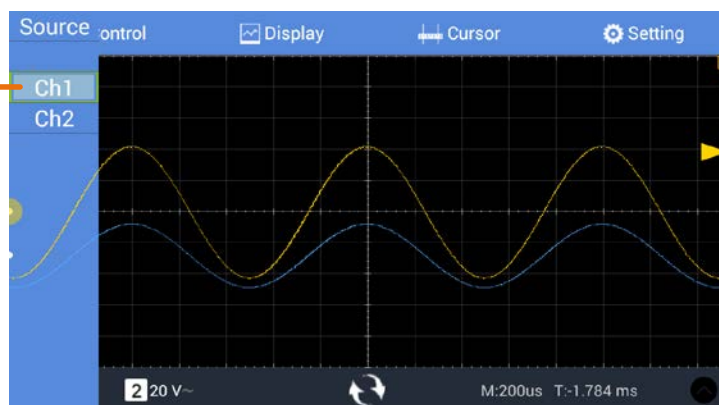 Source
ontrol
Display
Cursor
Setting
Ch1
Ch2
2 20 V~
M:200us T:-1.784 ms